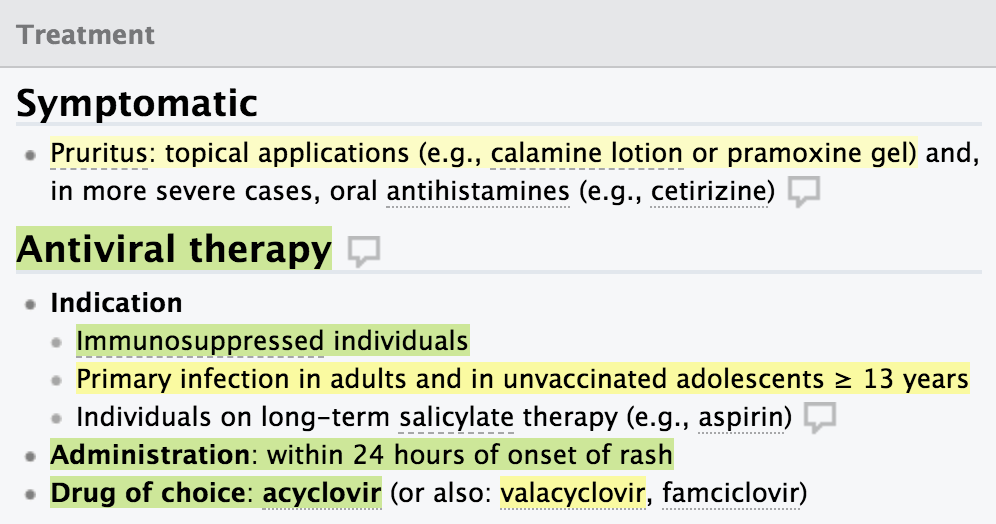 Treatment
Symptomatic
Pruritus: topical applications (e.g., calamine lotion or pramoxine gel) and,
in more severe cases, oral antihistamines (e.g., cetirizine)
Antiviral therapy
Indication
Immunosuppressed individuals
Primary infection in adults and in unvaccinated adolescents ≥ 13 years
Individuals on long-term salicylate therapy (e.g., aspirin)
Administration: within 24 hours of onset of rash
Drug of choice: acyclovir (or also: valacyclovir, famciclovir)